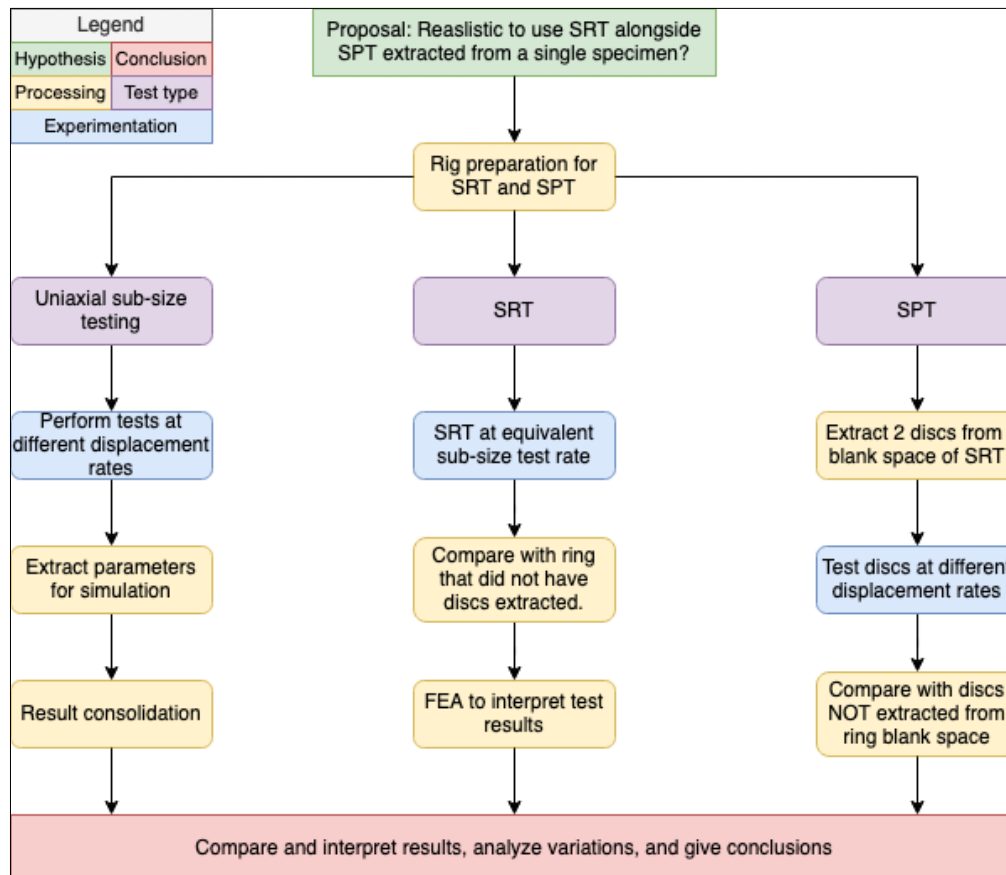 Legend
Hypothesis
Conclusion
Processing
Test type
Experimentation
Proposal: Reaslistic to use SRT alongside
SPT extracted from a single specimen?
Rig preparation for
SRT and SPT
Uniaxial sub-size
testing
Perform tests at
different displacement
rates
Extract parameters
for simulation
Result consolidation
SRT
SRT at equivalent
sub-size test rate
Compare with ring
that did not have
discs extracted.
FEA to interpret test
results
SPT
Extract 2 discs from
blank space of SRT
Test discs at different
displacement rates
Compare with discs
NOT extracted from
ring blank space
Compare and interpret results, analyze variations, and give conclusions